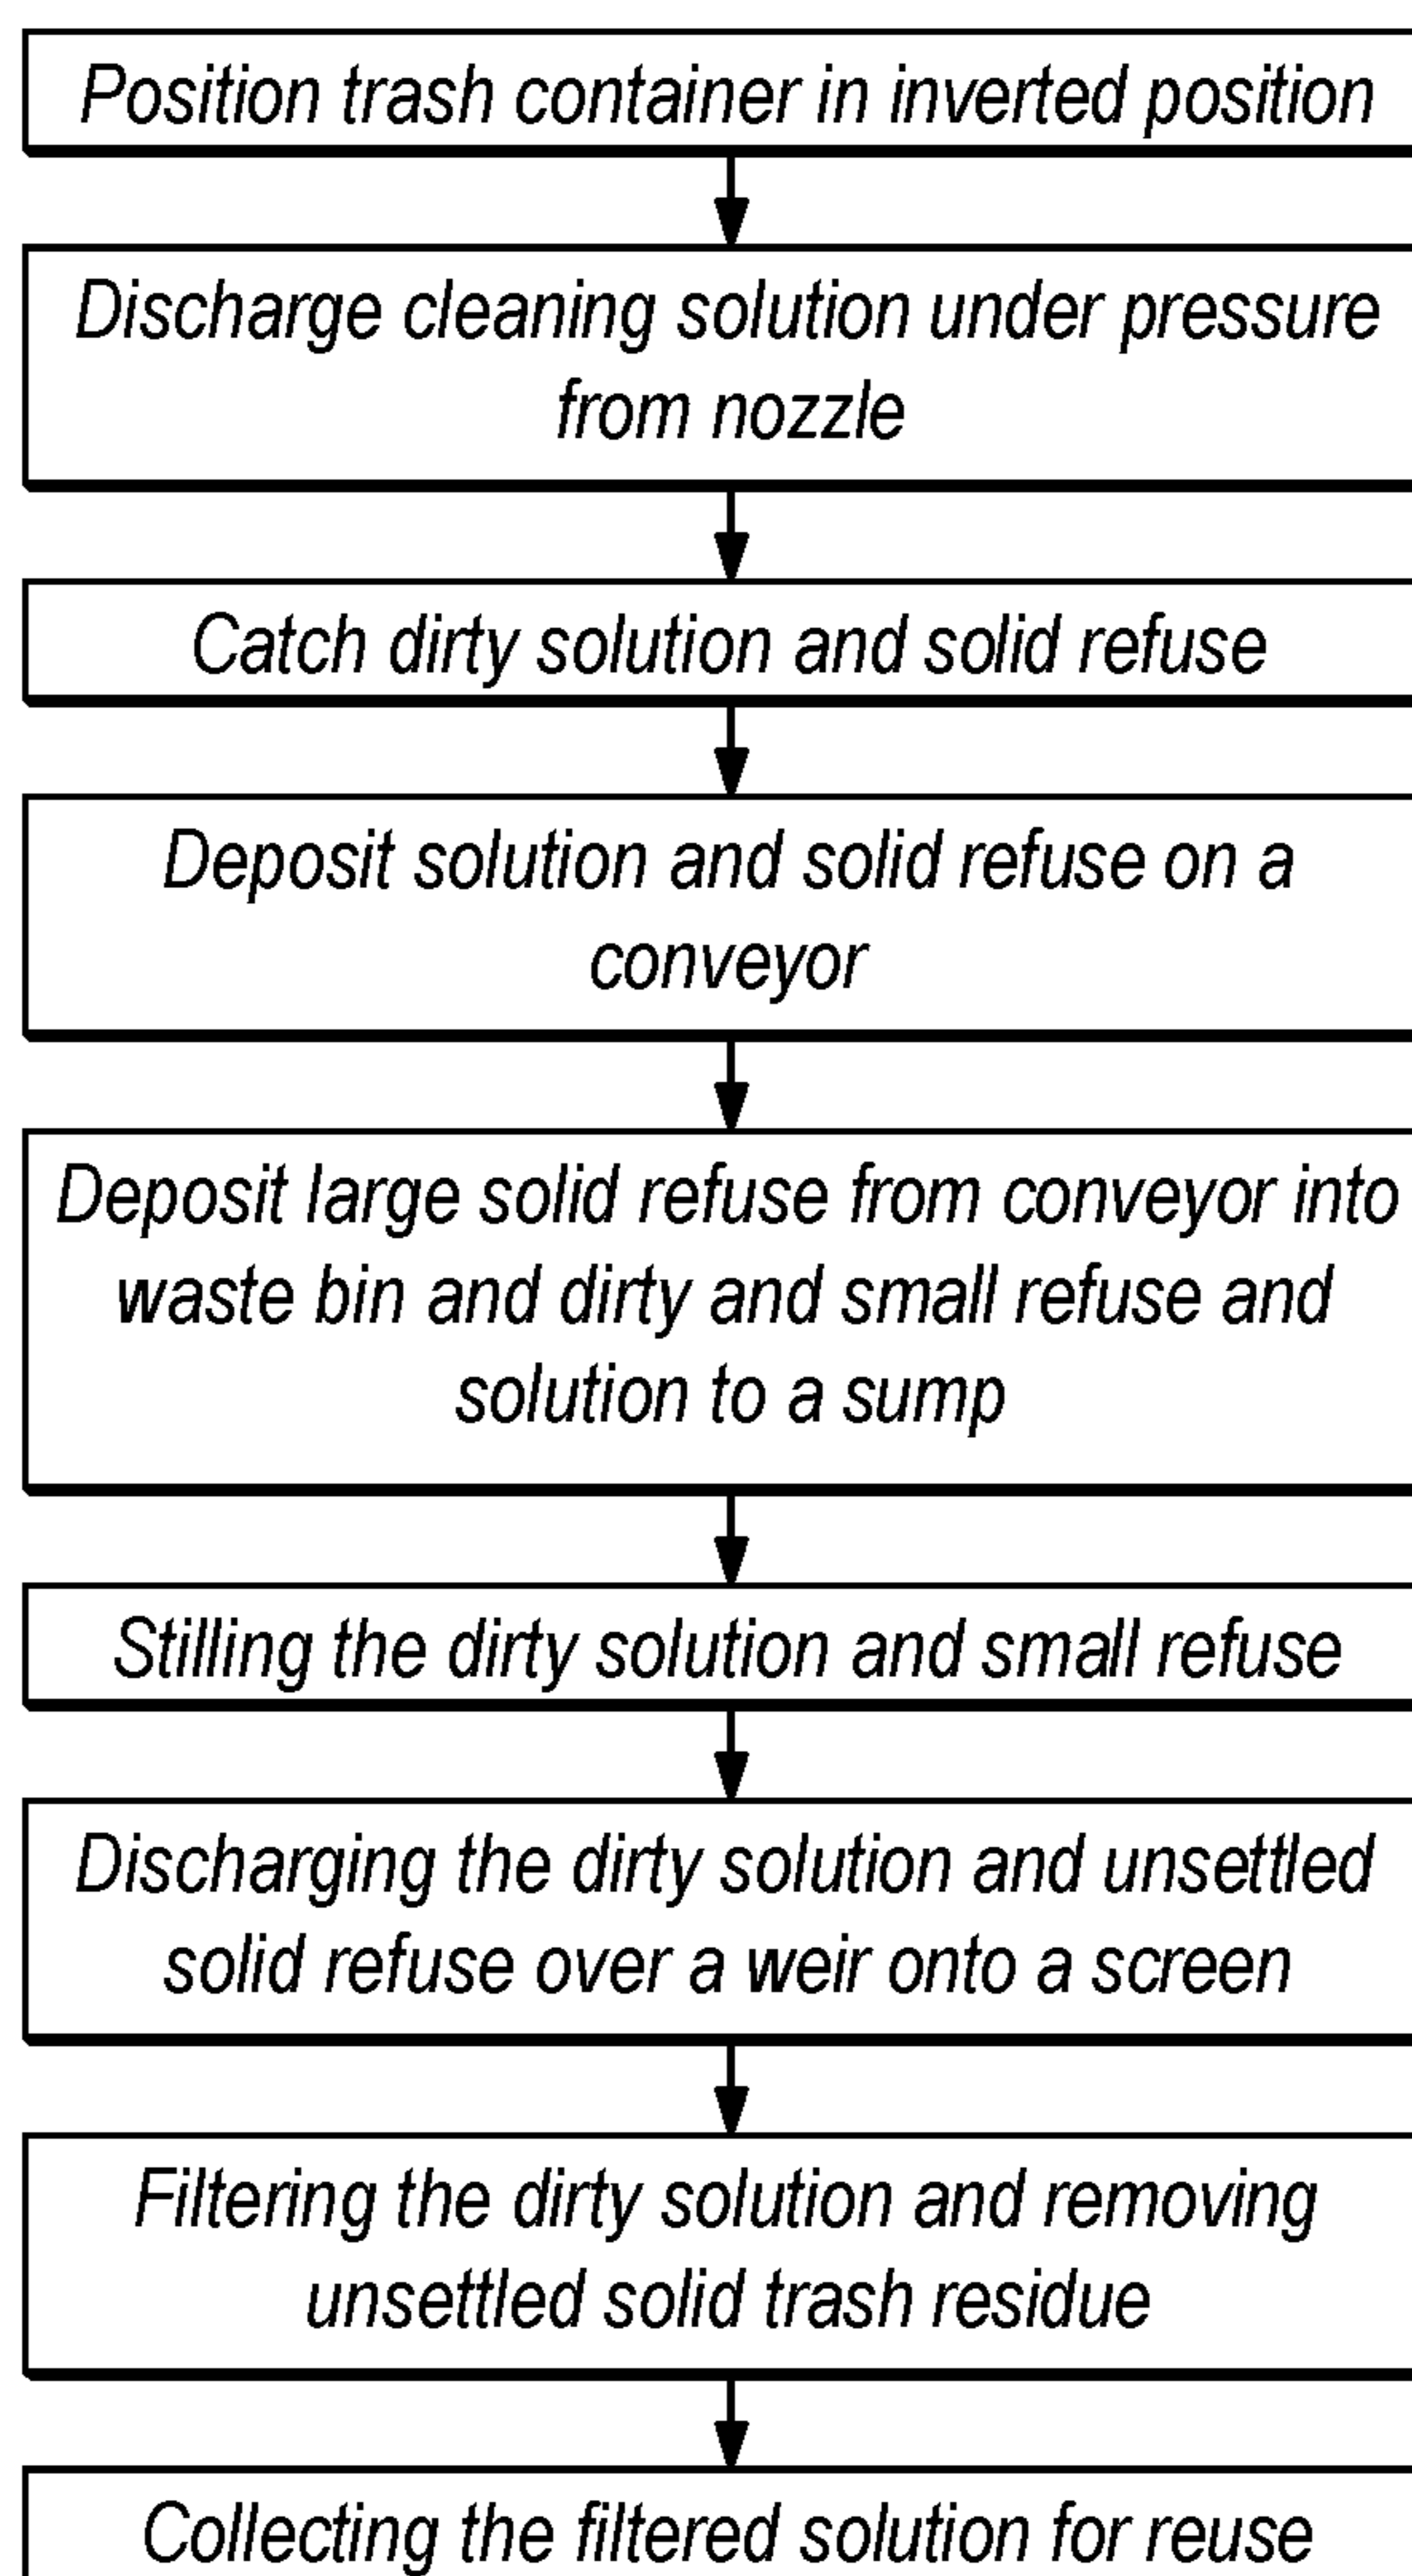 Position trash container in inverted position
Discharge cleaning solution under pressure
from nozzle
Catch dirty solution and solid refuse
Deposit solution and solid refuse on a
conveyor
Deposit large solid refuse from conveyor into
waste bin and dirty and small refuse and
solution to a sump
Stilling the dirty solution and small refuse
Discharging the dirty solution and unsettled
solid refuse over a weir onto a screen
Filtering the dirty solution and removing
unsettled solid trash residue
Collecting the filtered solution for reuse